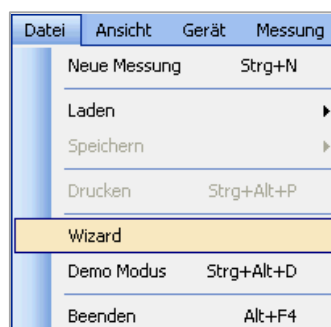 Datei Ansicht Gerät Messung
Neue Messung Strg+N
Laden
Speichern
Drucken Strg+Alt+P
Wizard
Demo Modus Strg+Alt+D
Beenden Alt+F4